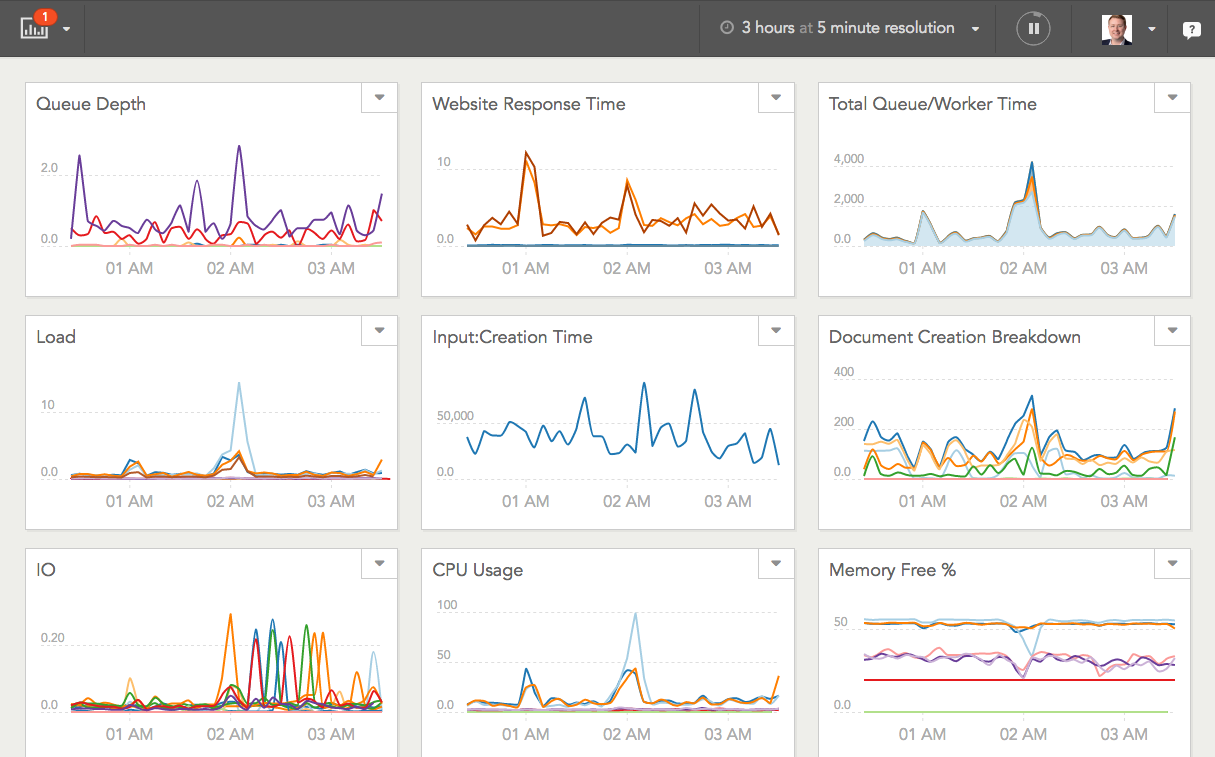 1
3 hours at 5 minute resolution
?
Queue Depth
2.0
0.0
01 AM 02 AM 03 AM
Website Response Time
10
0.0
01 AM 02 AM 03 AM
Total Queue/Worker Time
4,000
2,000
0.0
01 AM 02 AM 03 AM
Load
10
0.0
01 AM 02 AM 03 AM
Input:Creation Time
50,000
0.0
01 AM 02 AM 03 AM
Document Creation Breakdown
400
200
0.0
01 AM 02 AM 03 AM
IO
0.20
0.0
01 AM 02 AM 03 AM
CPU Usage
100
50
0.0
01 AM 02 AM 03 AM
Memory Free %
50
0.0
01 AM 02 AM 03 AM